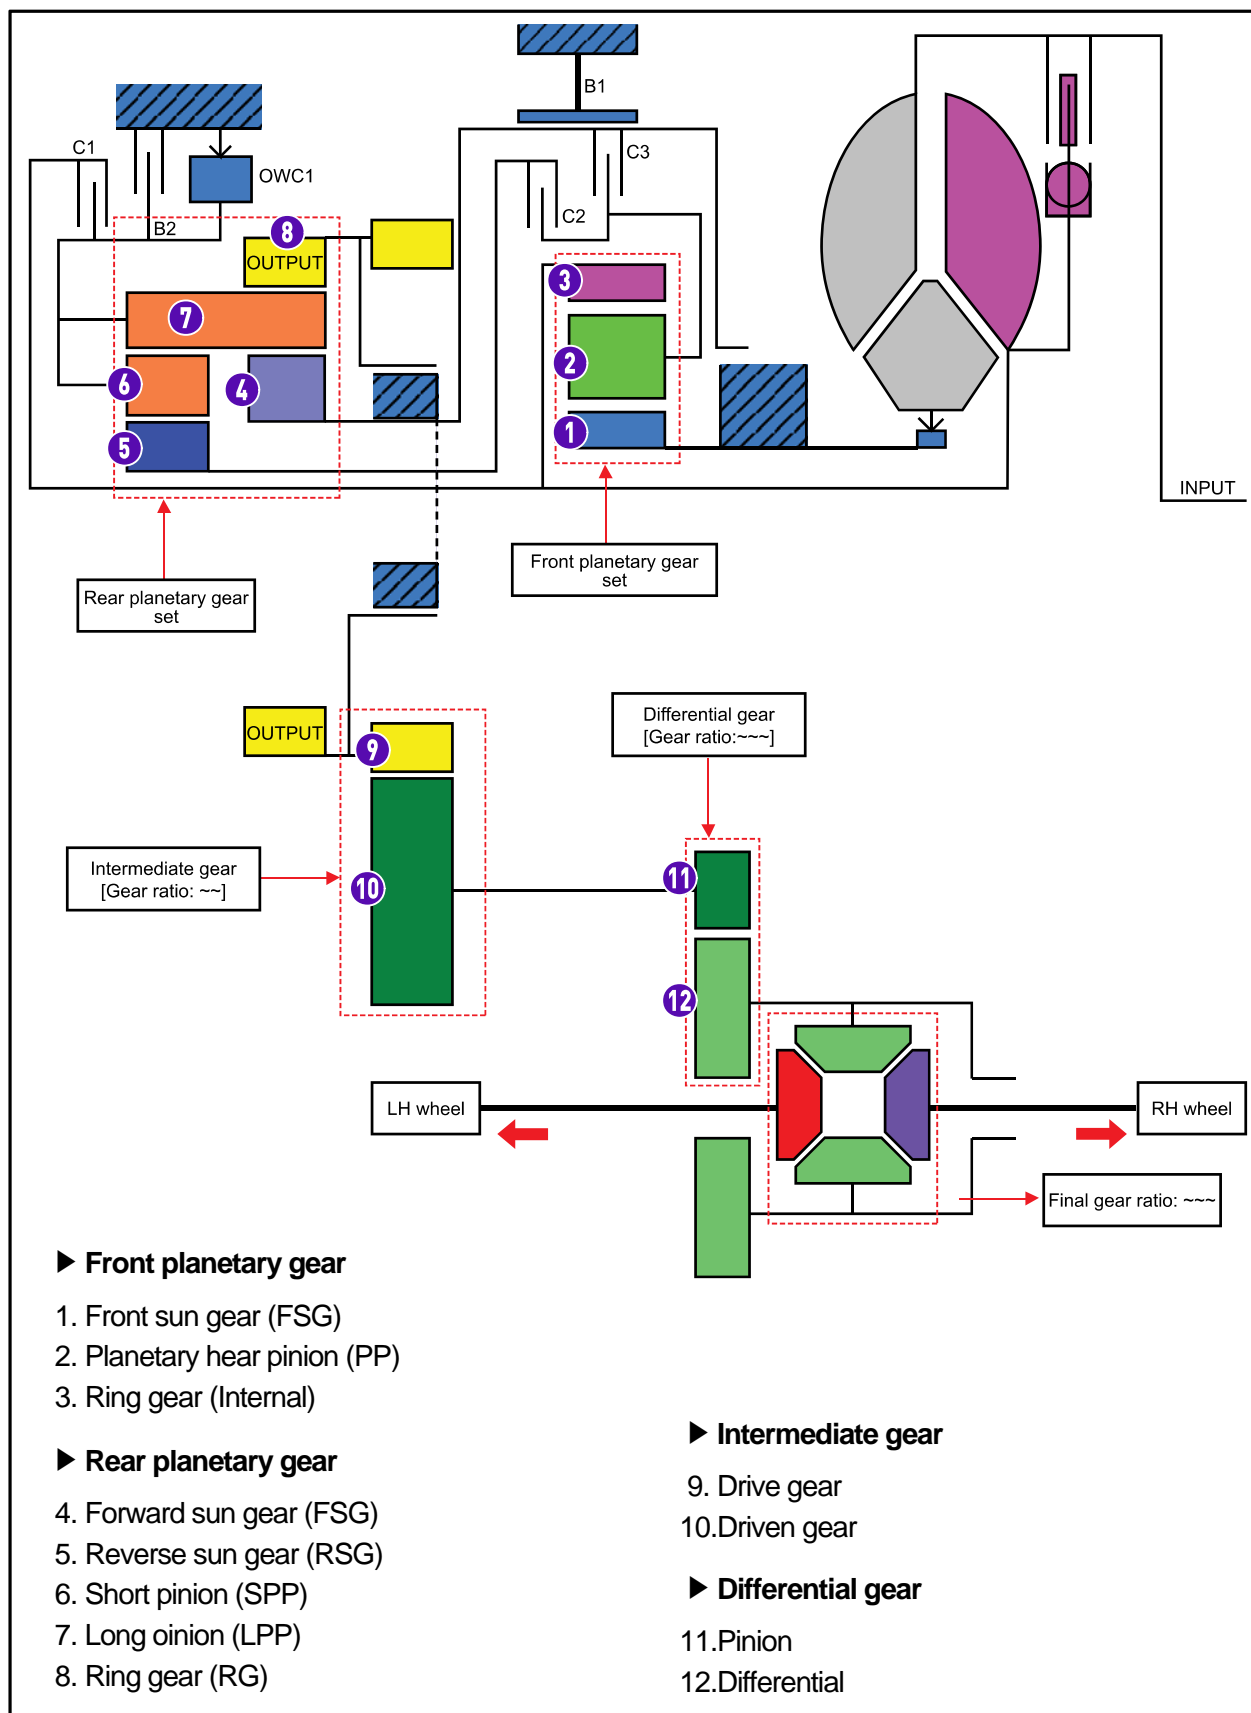 B1
C1
C3
OWC1
C2
B2
8
OUTPUT
3
7
2
6
4
1
5
INPUT
Front planetary gear
set
Rear planetary gear
set
Differential gear
[Gear ratio:~~~]
OUTPUT
9
Intermediate gear
[Gear ratio: ~~]
10
11
12
LH wheel
RH wheel
Final gear ratio: ~~~
▶ Front planetary gear
1. Front sun gear (FSG)
2. Planetary hear pinion (PP)
3. Ring gear (Internal)
▶ Rear planetary gear
4. Forward sun gear (FSG)
5. Reverse sun gear (RSG)
6. Short pinion (SPP)
7. Long oinion (LPP)
8. Ring gear (RG)
▶ Intermediate gear
9. Drive gear
10.Driven gear
▶ Differential gear
11.Pinion
12.Differential